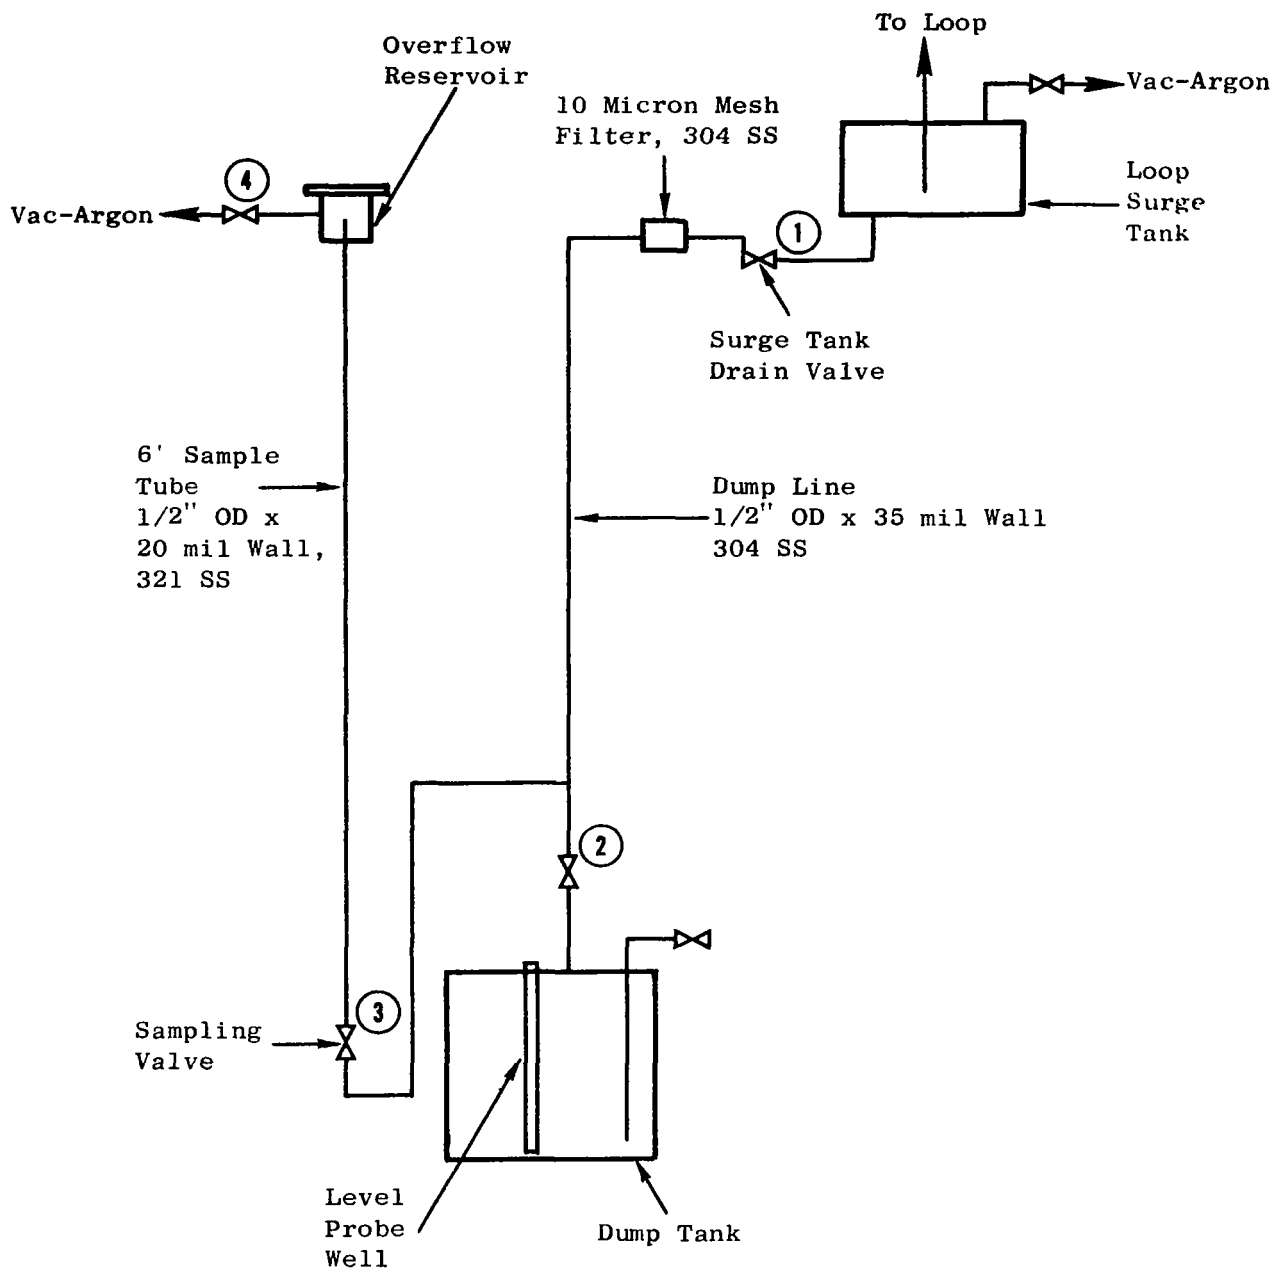 To Loop
Overflow
Reservoir
Vac-Argon
10 Micron Mesh
Filter, 304 SS
4
Vac-Argon
Loop
Surge
Tank
1
Surge Tank
Drain Valve
6' Sample
Tube
1/2" OD x
20 mil Wall,
321 SS
Dump Line
1/2" OD x 35 mil Wall
304 SS
2
3
Sampling
Valve
Level
Probe
Well
Dump Tank